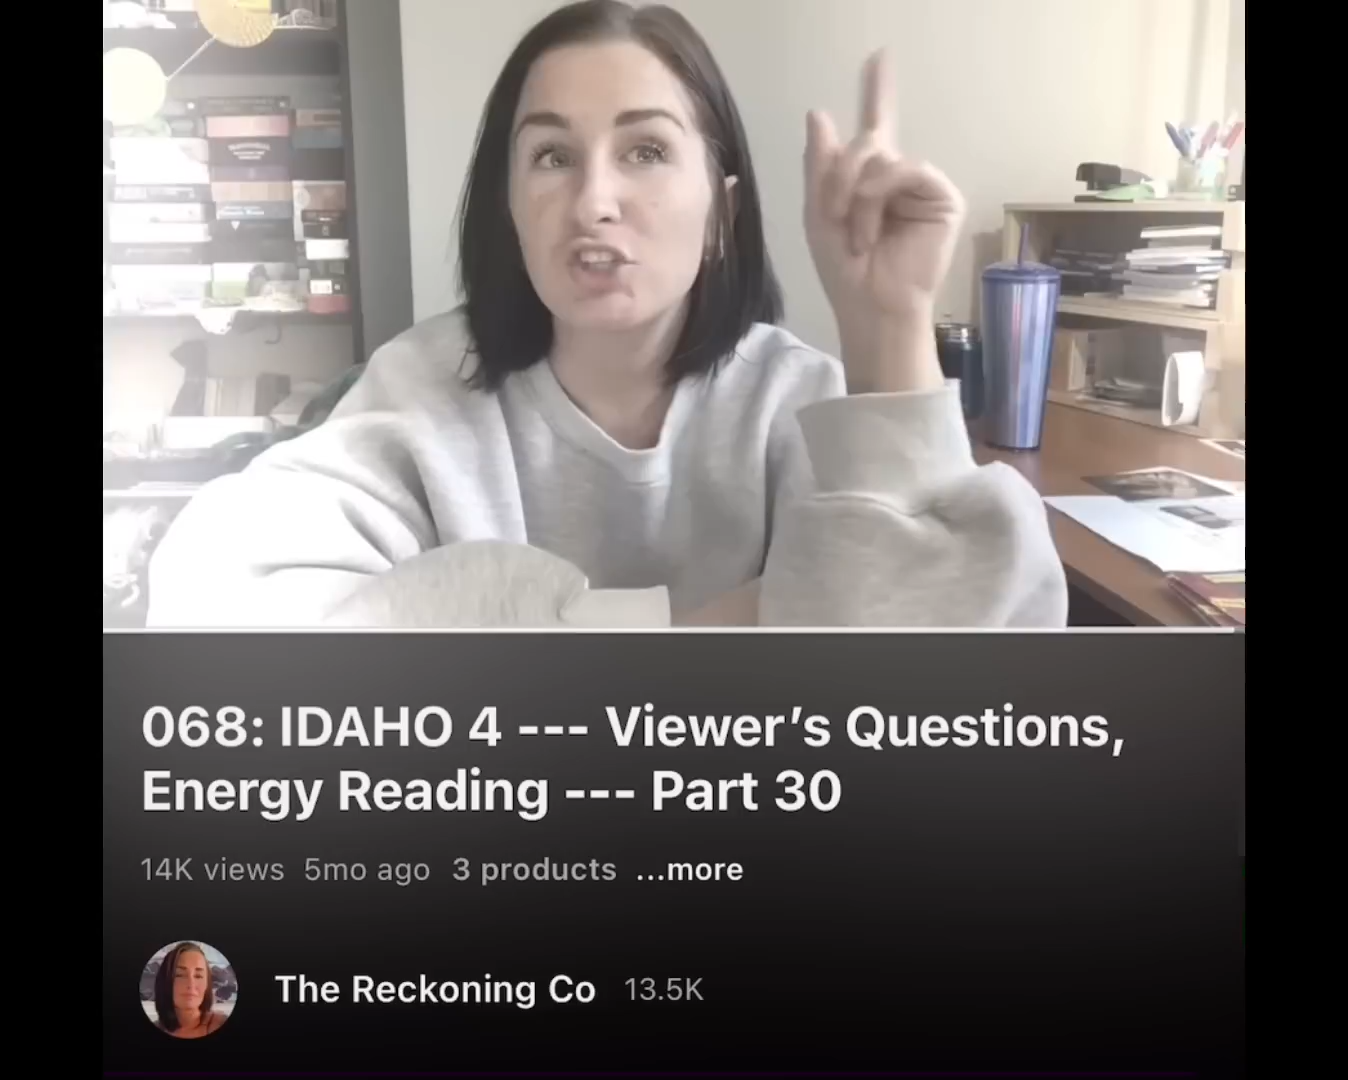 068: IDAHO 4 --- Viewer’s Questions,
Energy Reading --- Part 30
14K views 5mo ago 3 products ...more
The Reckoning Co 13.5K